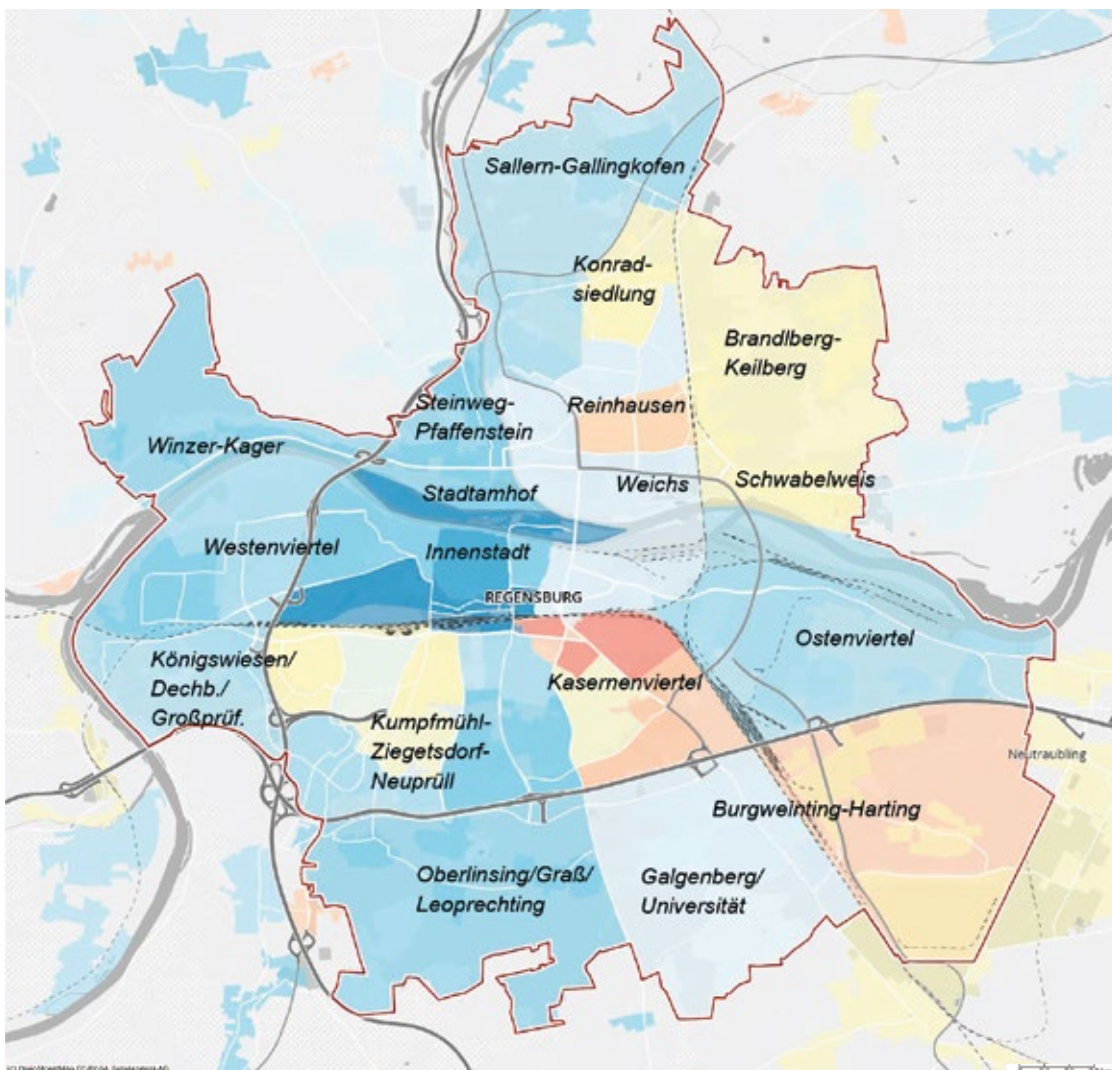 Sallern-Gallingkofen
Konrad-
siedlung
Brandlberg-
Keilberg
Steinweg-
Pfaffenstein
Reinhausen
Winzer-Kager
Stadtamhof
Weichs
Schwabelweis
Westenviertel
Innenstadt
REGENSBURG
Ostenviertel
Königswiesen/
Dechb./
Großprüf.
Kasernenviertel
Kumpfmühl-
Ziegetsdorf-
Neuprüll
Neutraubling
Burgweinting-Harting
Oberlinsing/Graß/
Leoprechting
Galgenberg/
Universität